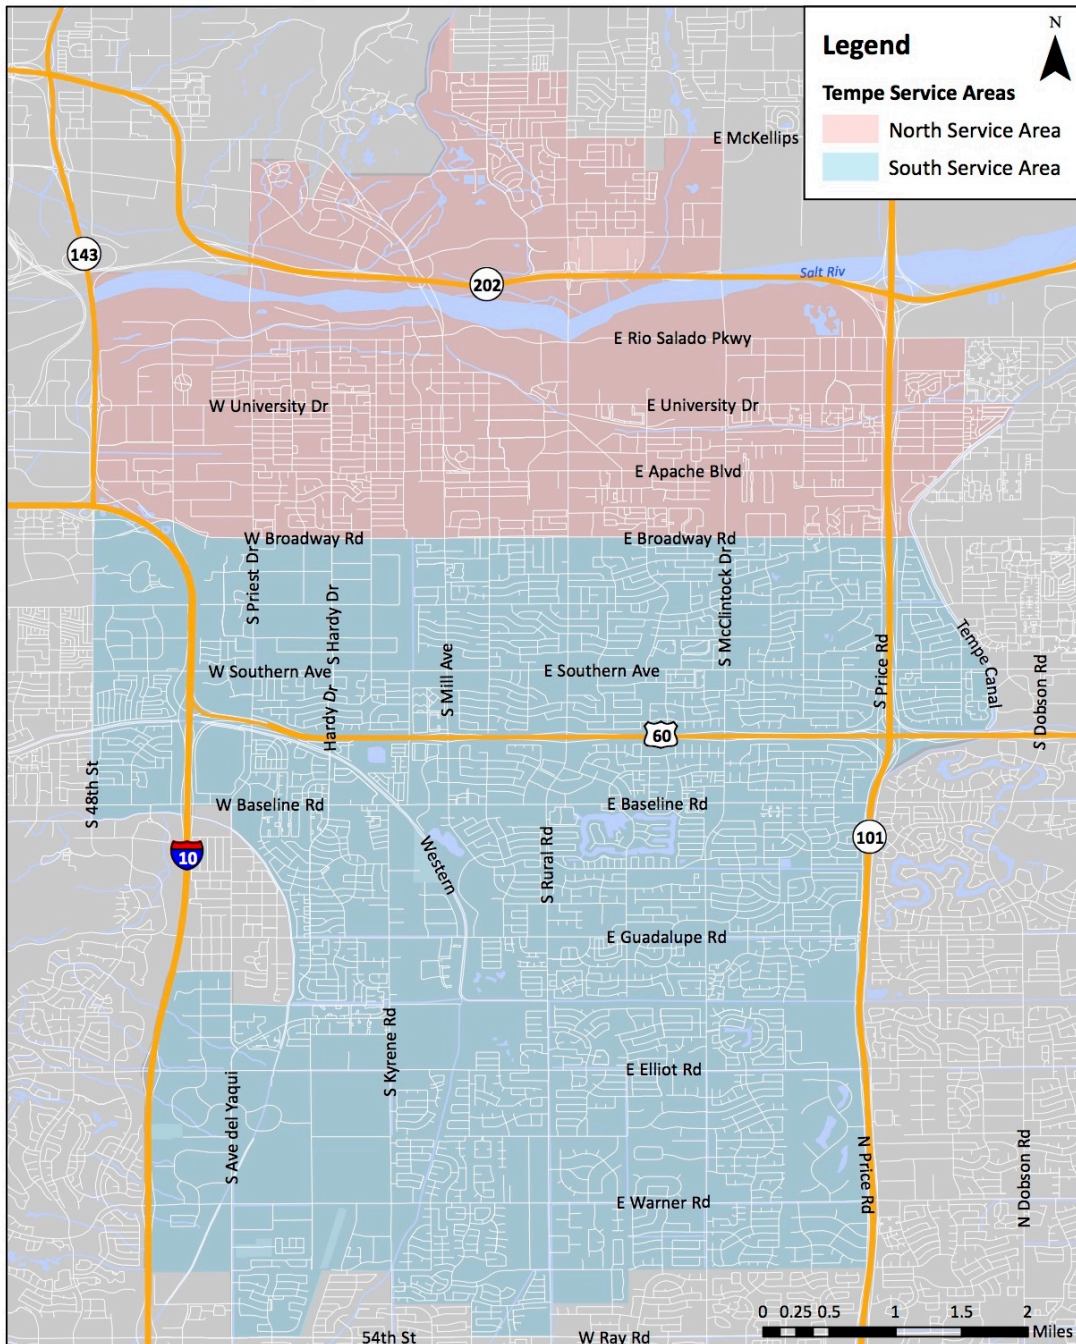 N
Legend
Tempe Service Areas
North Service Area
South Service Area
E McKellips
143
202
Salt Riv
E Rio Salado Pkwy
W University Dr
E University Dr
E Apache Blvd
W Broadway Rd
E Broadway Rd
S Priest Dr
S Hardy Dr
S McClintock Dr
S Mill Ave
W Southern Ave
E Southern Ave
S Price Rd
Tempe Canal
S Dobson Rd
Hardy Dr
60
S 48th St
W Baseline Rd
E Baseline Rd
10
Western
S Rural Rd
101
E Guadalupe Rd
S Kyrene Rd
E Elliot Rd
S Ave del Yaqui
N Price Rd
N Dobson Rd
E Warner Rd
0 0.25 0.5 1 1.5 2
Miles
54th St
W Ray Rd